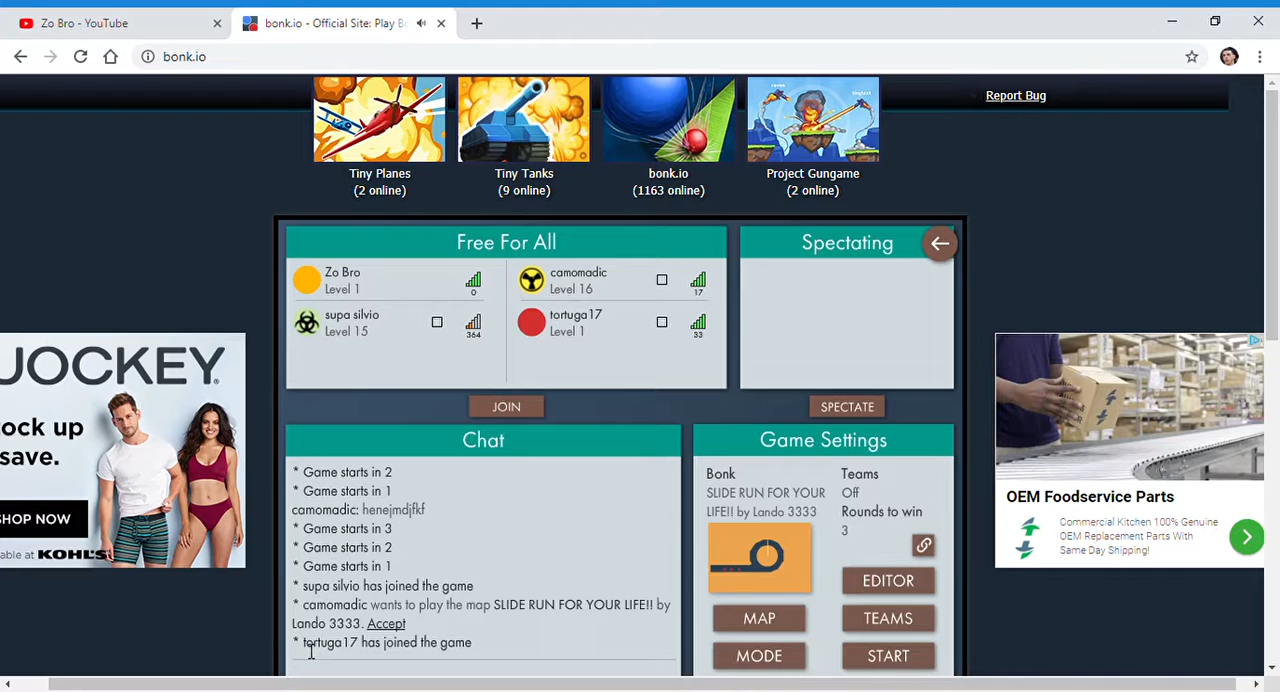 Zo Bro - YouTube
bonk.io - Official Site: Play Bo
bonk.io
Report Bug
Tiny Planes
(2 online)
Tiny Tanks
(9 online)
bonk.io
(1163 online)
Project Gungame
(2 online)
Free For All
Spectating
Zo Bro
Level 1
0
camomadic
Level 16
17
supa silvio
Level 15
364
tortuga17
Level 1
33
JOIN
SPECTATE
Chat
* Game starts in 2
* Game starts in 1
camomadic: henejmdjfkf
* Game starts in 3
* Game starts in 2
* Game starts in 1
* supa silvio has joined the game
* camomadic wants to play the map SLIDE RUN FOR YOUR LIFE!! by
Lando 3333. Accept
* tortuga17 has joined the game
Game Settings
Bonk
SLIDE RUN FOR YOUR
LIFE!! by Lando 3333
Teams
Off
Rounds to win
3
EDITOR
MAP
TEAMS
MODE
START
JOCKEY
tock up
save.
SHOP NOW
able at KOHL'S
OEM Foodservice Parts
Commercial Kitchen 100% Genuine
OEM Replacement Parts With
Same Day Shipping!